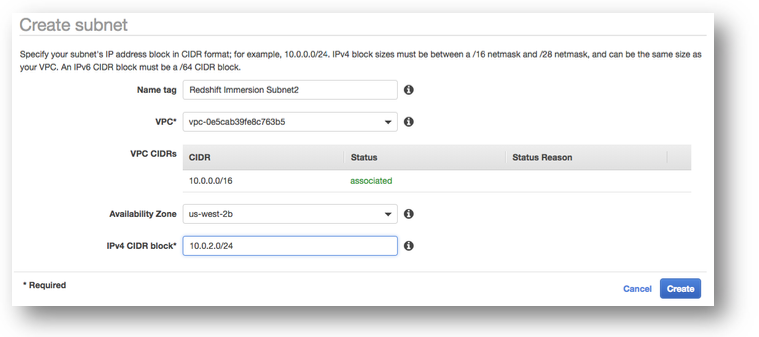 Create subnet
Specify your subnet's IP address block in CIDR format; for example, 10.0.0.0/24. IPv4 block sizes must be between a /16 netmask and /28 netmask, and can be the same size as
your VPC. An IPv6 CIDR block must be a /64 CIDR block.
Name tag Redshift Immersion Subnet2
VPC* vpc-0e5cab39fe8c763b5
VPC CIDRs CIDR Status Status Reason
10.0.0.0/16 associated
Availability Zone us-west-2b
IPv4 CIDR block* 10.0.2.0/24
* Required
Cancel Create